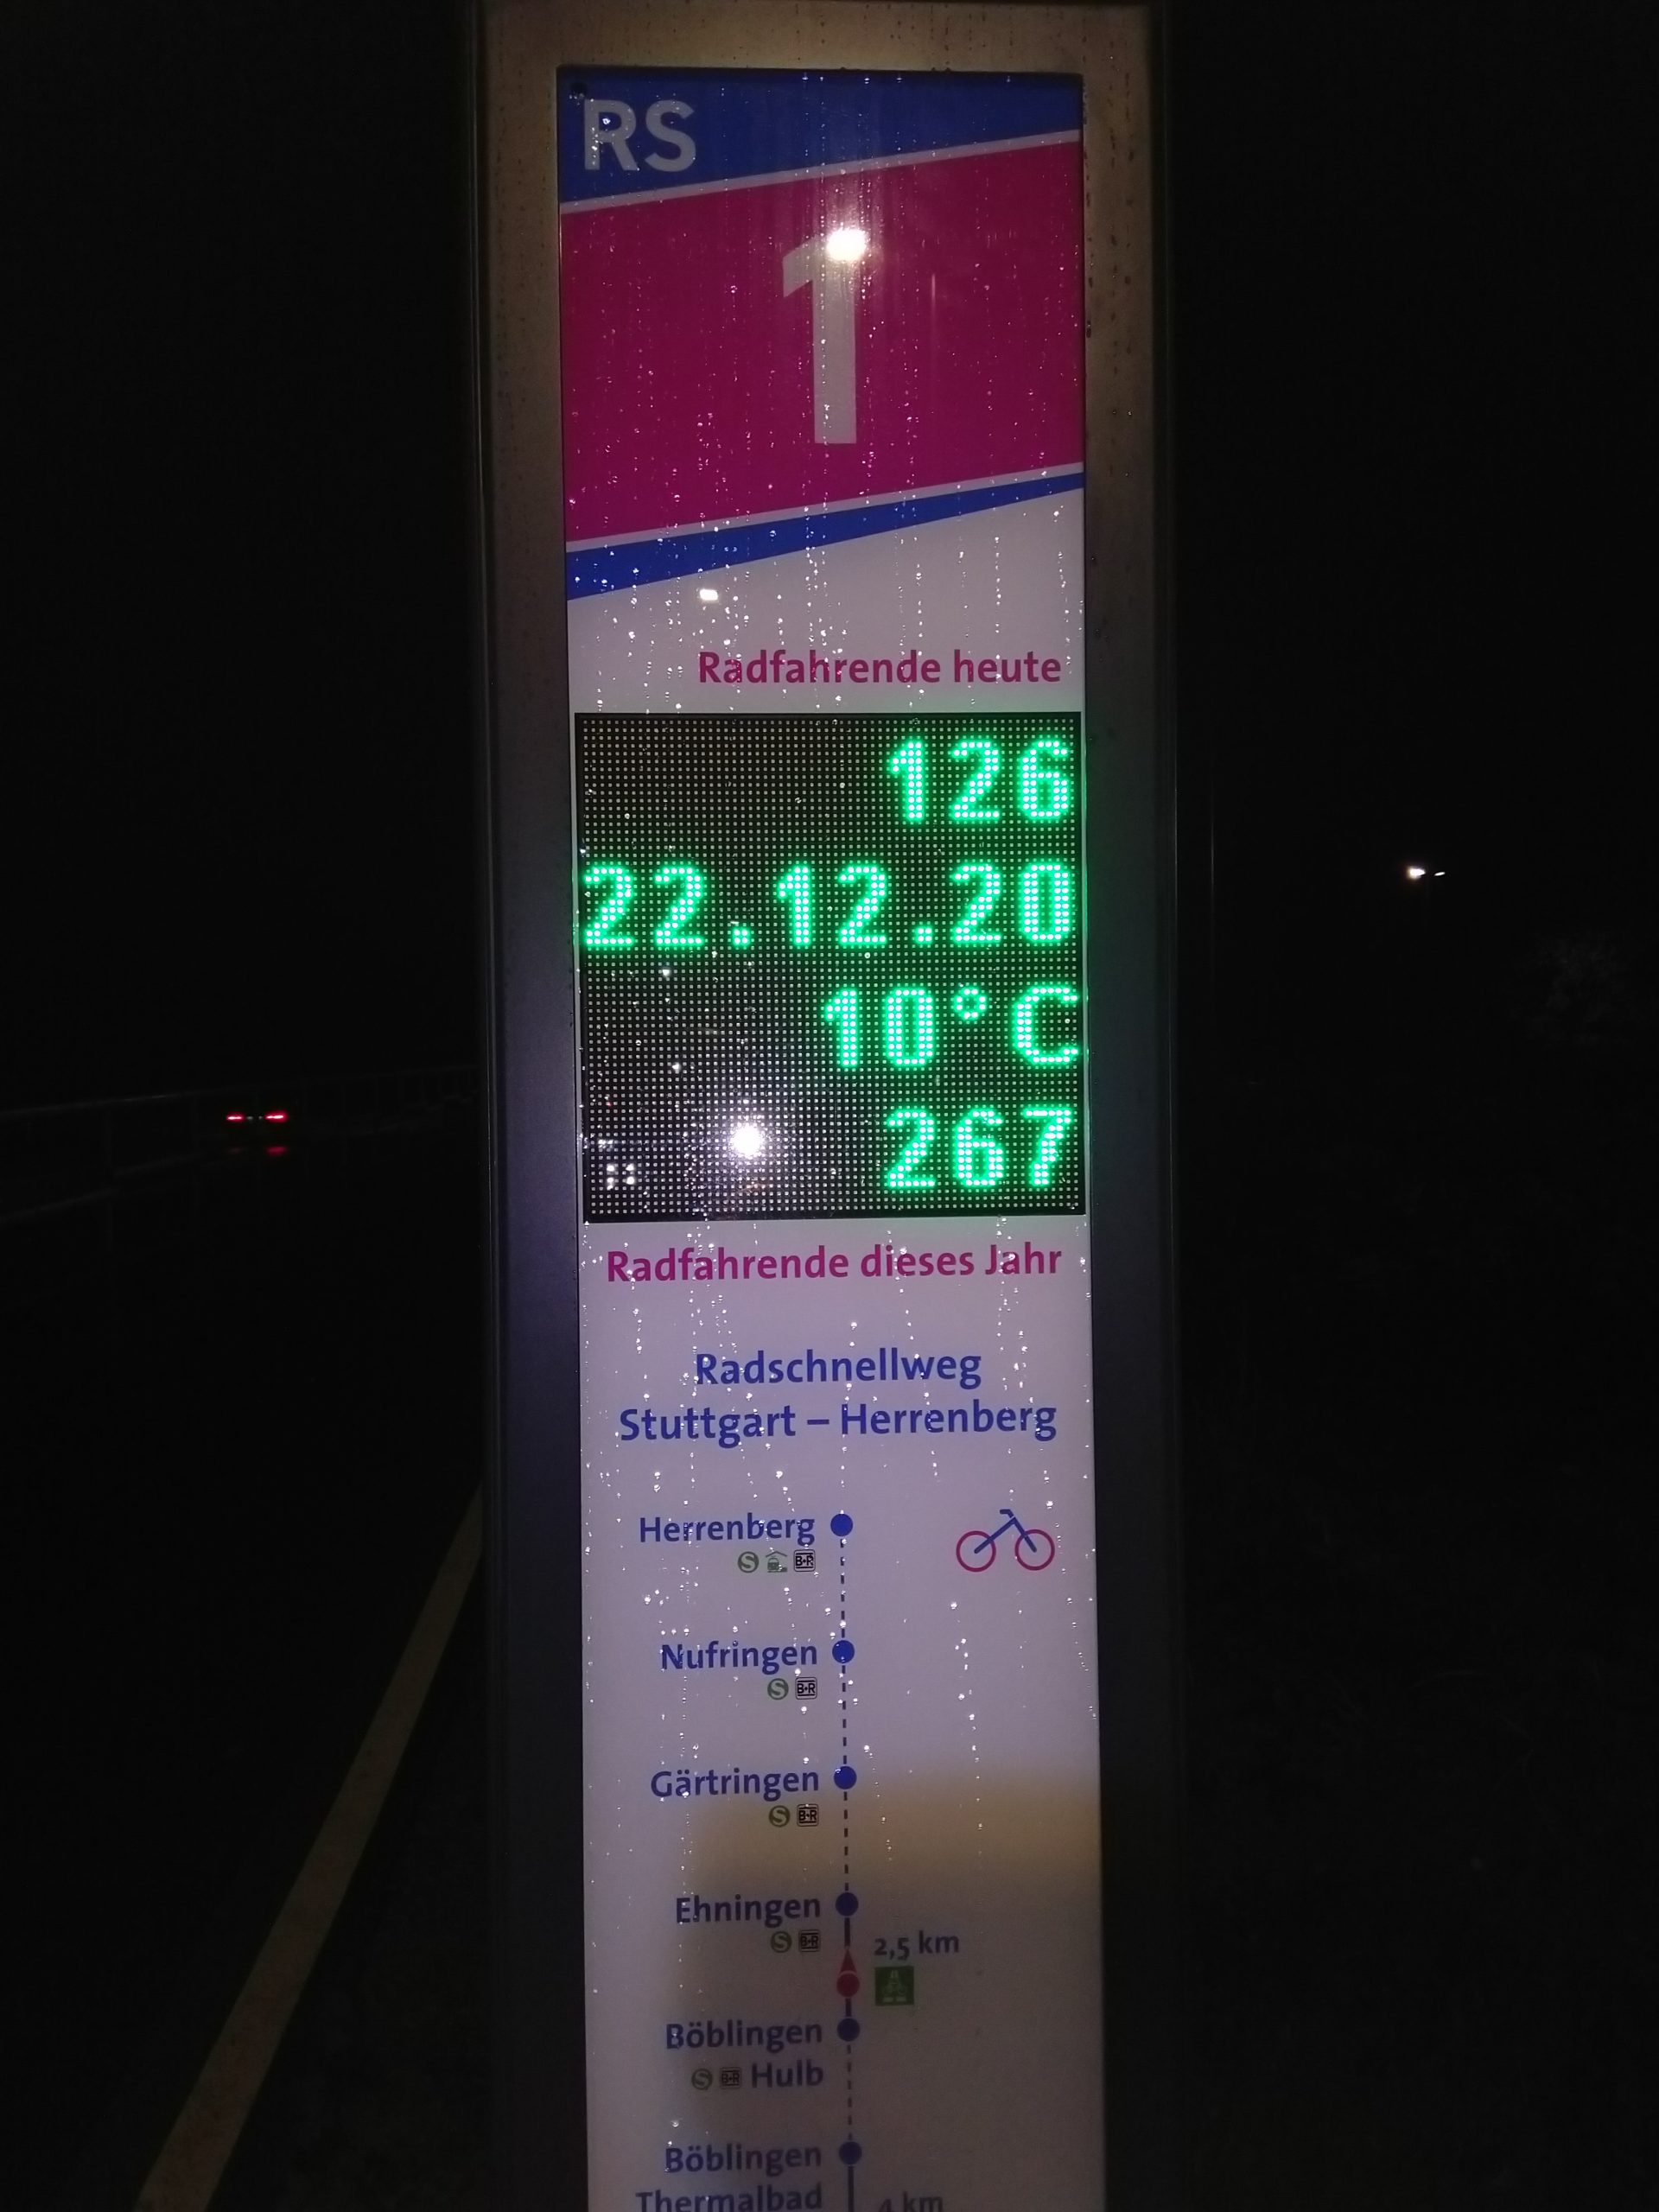 RS
1
Radfahrende heute
126
22.12.20
10°C
267
Radfahrende dieses Jahr
Radschnellweg
Stuttgart – Herrenberg
Herrenberg
S B+R
Nufringen
S B+R
Gärtringen
S B+R
Ehningen
S B+R
2,5 km
Böblingen
S B+R Hulb
Böblingen
Thermalbad
4 km